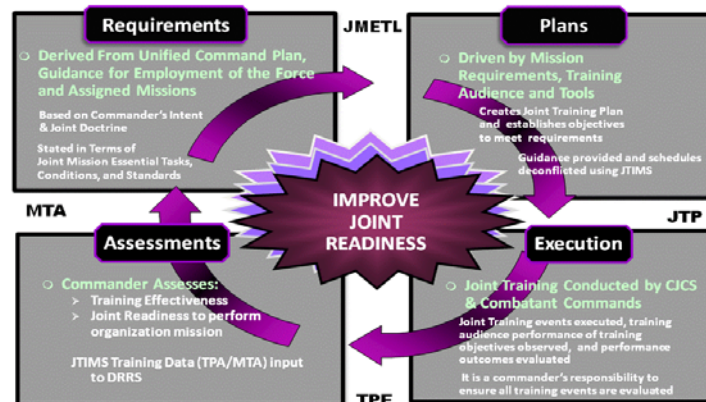 Requirements
Derived From Unified Command Plan,
Guidance for Employment of the Force
and Assigned Missions
Based on Commander's Intent
& Joint Doctrine
Stated in Terms of
Joint Mission Essential Tasks,
Conditions, and Standards
JMETL
Plans
Driven by Mission
Requirements, Training
Audience and Tools
Creates Joint Training Plan
and establishes objectives
to meet requirements
Guidance provided and schedules
deconflicted using JTIMS
IMPROVE
JOINT
READINESS
MTA
JTP
Assessments
Commander Assesses:
Training Effectiveness
Joint Readiness to perform
organization mission
JTIMS Training Data (TPA/MTA) input
to DRRS
Execution
Joint Training Conducted by CJCS
& Combatant Commands
Joint Training events executed, training
audience performance of training
objectives observed, and performance
outcomes evaluated
It is a commander's responsibility to
ensure all training events are evaluated